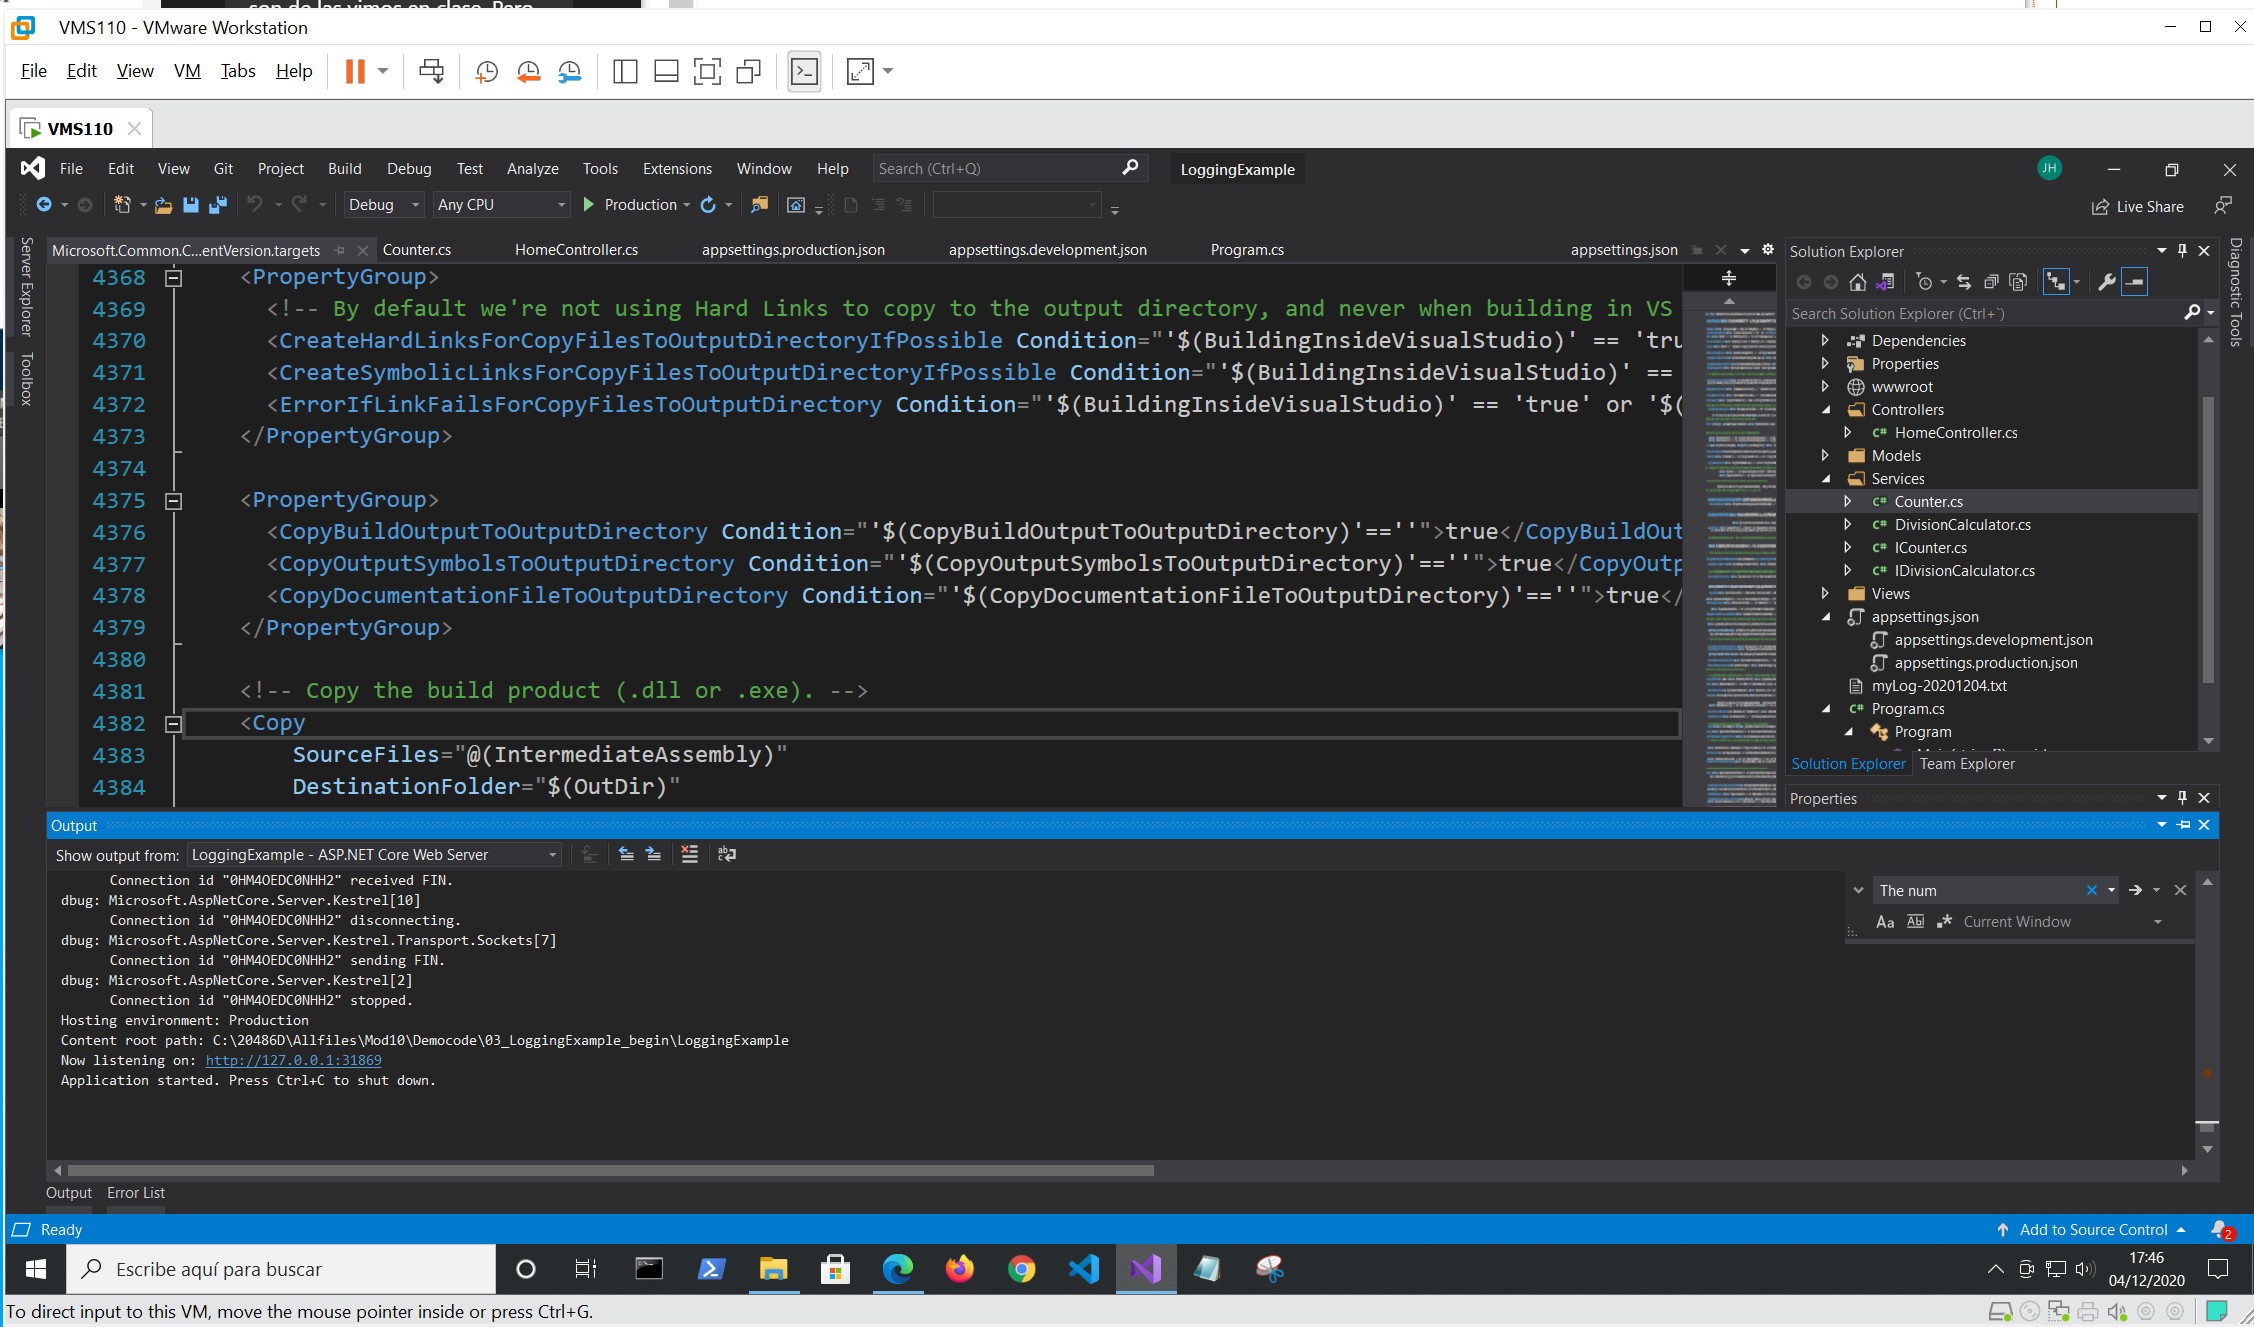 VMS110 - VMware Workstation
File Edit View VM Tabs Help
VMS110
File Edit View Git Project Build Debug Test Analyze Tools Extensions Window Help Search (Ctrl+Q) LoggingExample JH
Debug Any CPU Production Live Share
Server Explorer
Toolbox
Microsoft.Common.C...entVersion.targets Counter.cs HomeController.cs appsettings.production.json appsettings.development.json Program.cs appsettings.json
4368 <PropertyGroup>
4369 <!-- By default we're not using Hard Links to copy to the output directory, and never when building in VS
4370 <CreateHardLinksForCopyFilesToOutputDirectoryIfPossible Condition="'$(BuildingInsideVisualStudio)' == 'tru
4371 <CreateSymbolicLinksForCopyFilesToOutputDirectoryIfPossible Condition="'$(BuildingInsideVisualStudio)' ==
4372 <ErrorIfLinkFailsForCopyFilesToOutputDirectory Condition="'$(BuildingInsideVisualStudio)' == 'true' or '$(
4373 </PropertyGroup>
4374
4375 <PropertyGroup>
4376 <CopyBuildOutputToOutputDirectory Condition="'$(CopyBuildOutputToOutputDirectory)'==''">true</CopyBuildOut
4377 <CopyOutputSymbolsToOutputDirectory Condition="'$(CopyOutputSymbolsToOutputDirectory)'==''">true</CopyOutp
4378 <CopyDocumentationFileToOutputDirectory Condition="'$(CopyDocumentationFileToOutputDirectory)'==''">true</
4379 </PropertyGroup>
4380
4381 <!-- Copy the build product (.dll or .exe). -->
4382 <Copy
4383 SourceFiles="@(IntermediateAssembly)"
4384 DestinationFolder="$(OutDir)"
Solution Explorer
Search Solution Explorer (Ctrl+`)
Dependencies
Properties
wwwroot
Controllers
C# HomeController.cs
Models
Services
C# Counter.cs
C# DivisionCalculator.cs
C# ICounter.cs
C# IDivisionCalculator.cs
Views
appsettings.json
appsettings.development.json
appsettings.production.json
myLog-20201204.txt
C# Program.cs
Program
Solution Explorer Team Explorer
Properties
Diagnostic Tools
Output
Show output from: LoggingExample - ASP.NET Core Web Server
Connection id "0HM4OEDC0NHH2" received FIN.
dbug: Microsoft.AspNetCore.Server.Kestrel[10]
Connection id "0HM4OEDC0NHH2" disconnecting.
dbug: Microsoft.AspNetCore.Server.Kestrel.Transport.Sockets[7]
Connection id "0HM4OEDC0NHH2" sending FIN.
dbug: Microsoft.AspNetCore.Server.Kestrel[2]
Connection id "0HM4OEDC0NHH2" stopped.
Hosting environment: Production
Content root path: C:\20486D\Allfiles\Mod10\Democode\03_LoggingExample_begin\LoggingExample
Now listening on: http://127.0.0.1:31869
Application started. Press Ctrl+C to shut down.
The num
Aa Ab Current Window
Output Error List
Ready Add to Source Control 2
Escribe aquí para buscar
17:46
04/12/2020
To direct input to this VM, move the mouse pointer inside or press Ctrl+G.